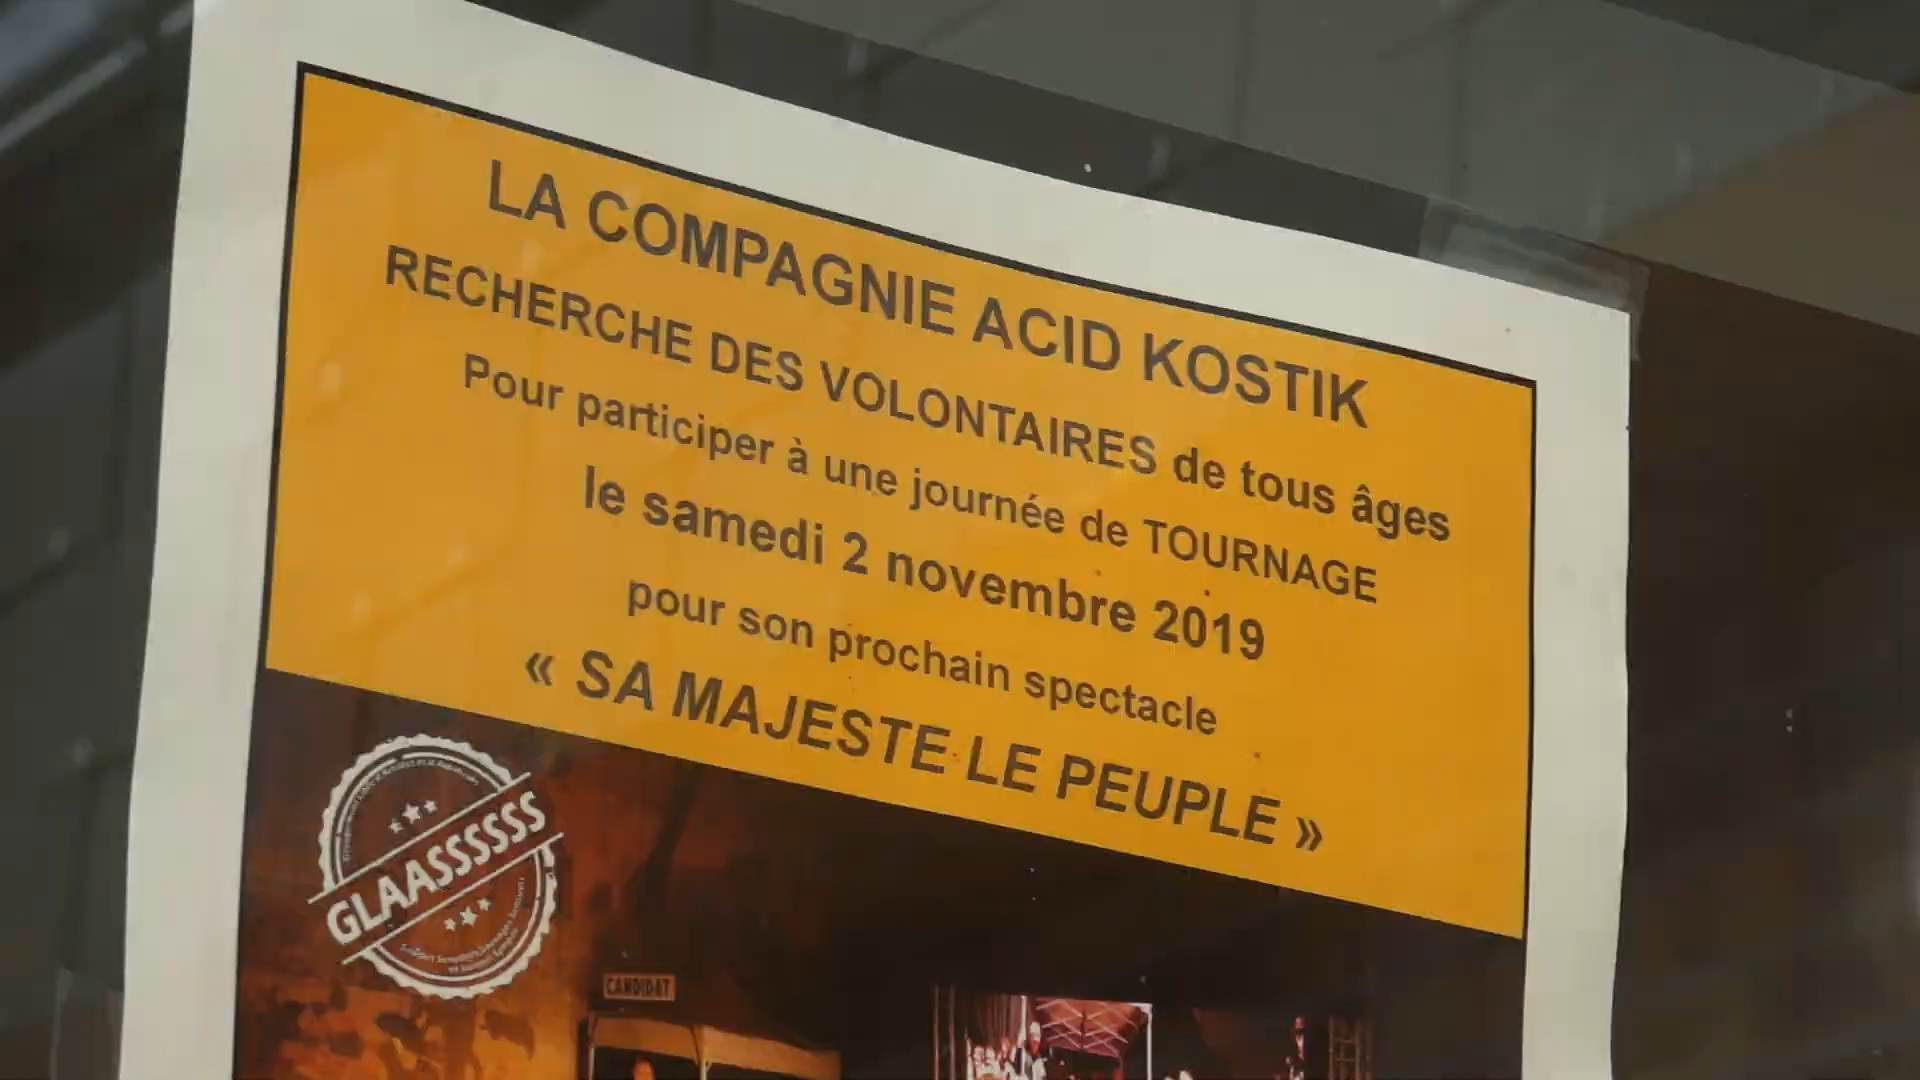 LA COMPAGNIE ACID KOSTIK
RECHERCHE DES VOLONTAIRES de tous âges
Pour participer à une journée de TOURNAGE
le samedi 2 novembre 2019
pour son prochain spectacle
« SA MAJESTE LE PEUPLE »
GLAASSSSSS
CANDIDAT